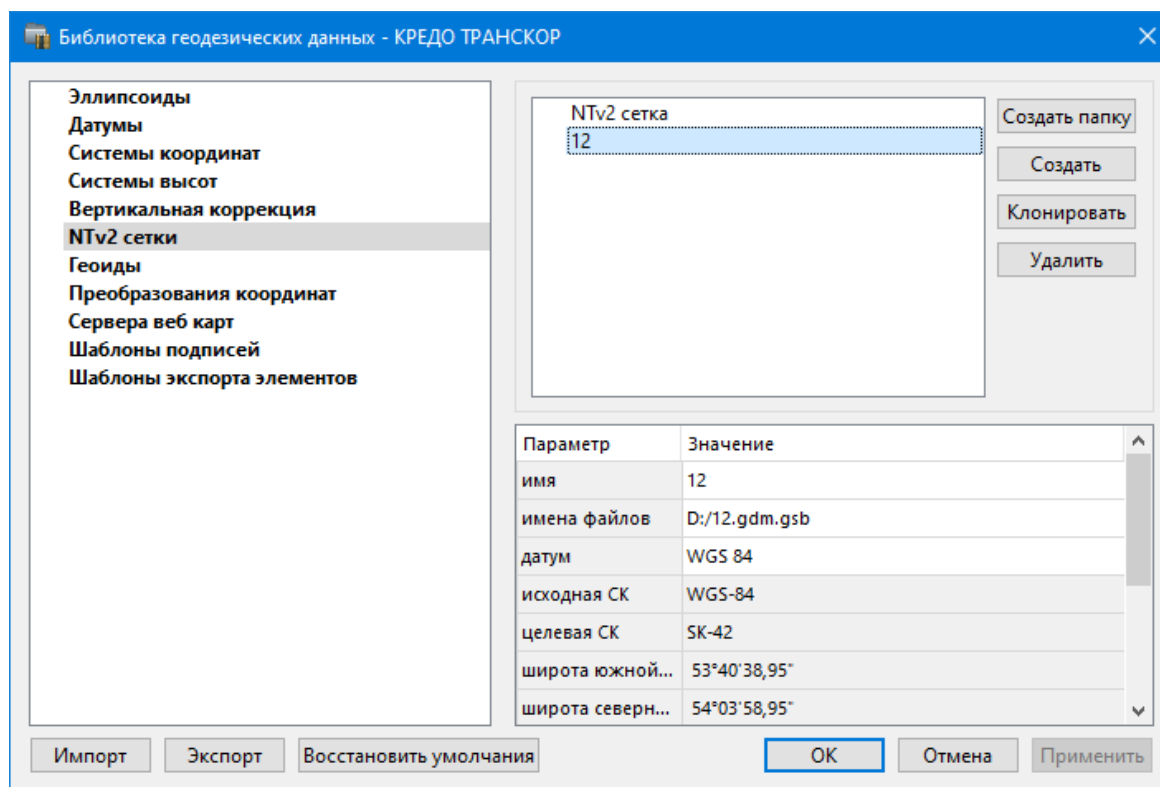 Библиотека геодезических данных - КРЕДО ТРАНСКОР
Эллипсоиды
Датумы
Системы координат
Системы высот
Вертикальная коррекция
NTv2 сетки
Геоиды
Преобразования координат
Сервера веб карт
Шаблоны подписей
Шаблоны экспорта элементов
NTv2 сетка
12
Создать папку
Создать
Клонировать
Удалить
Параметр Значение
имя 12
имена файлов D:/12.gdm.gsb
датум WGS 84
исходная СК WGS-84
целевая СК SK-42
широта южной... 53°40'38,95"
широта северн... 54°03'58,95"
Импорт Экспорт Восстановить умолчания ОК Отмена Применить